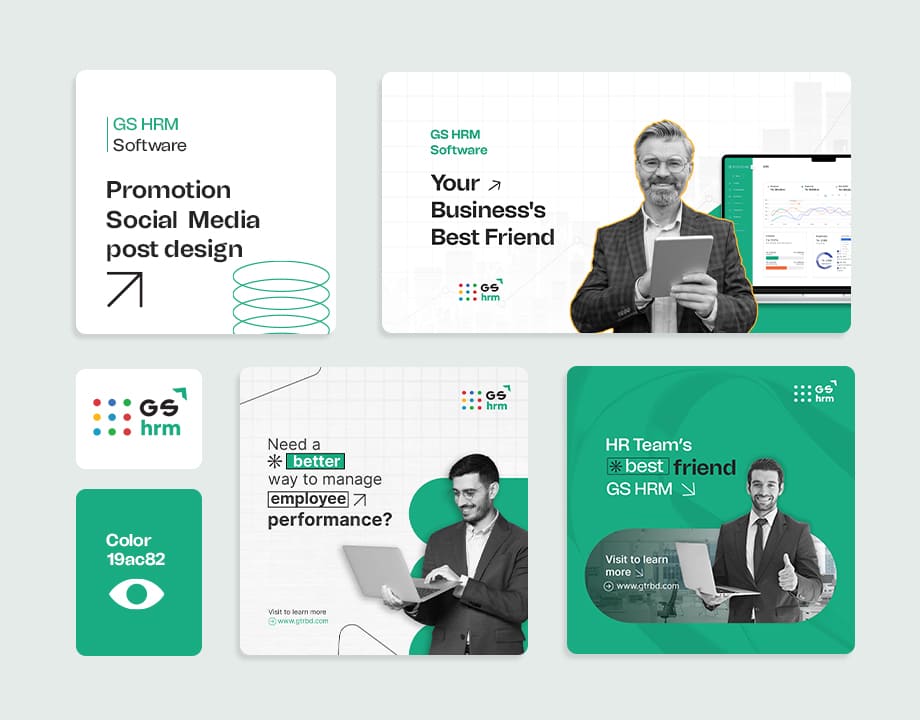 GS HRM
Software
Promotion
Social Media
post design
GS HRM
Software
Your
Business's
Best Friend
GS
hrm
GS
hrm
Color
19ac82
GS
hrm
Need a
better
way to manage
employee
performance?
Visit to learn more
www.gtrbd.com
GS
hrm
HR Team's
best friend
GS HRM
Visit to learn
more
www.gtrbd.com